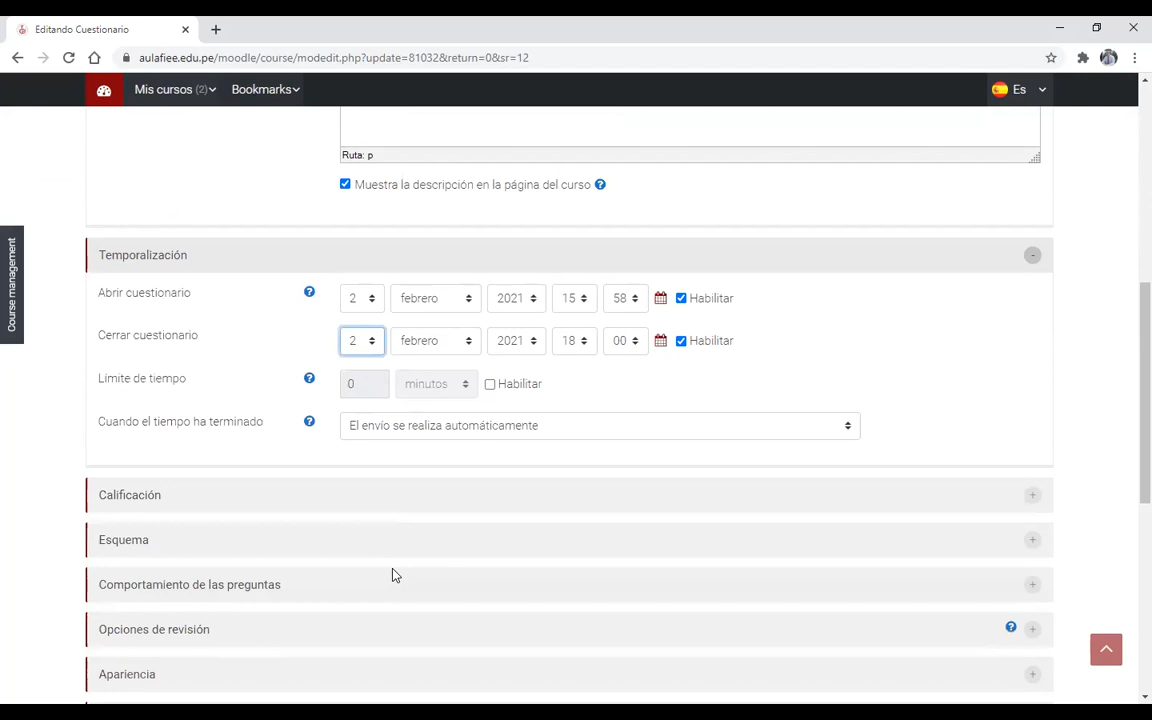 Editando Cuestionario
aulafiee.edu.pe/moodle/course/modedit.php?update=81032&return=0&sr=12
Mis cursos (2) Bookmarks Es
Ruta: p
Muestra la descripción en la página del curso
Course management
Temporalización
Abrir cuestionario 2 febrero 2021 15 58 Habilitar
Cerrar cuestionario 2 febrero 2021 18 00 Habilitar
Límite de tiempo 0 minutos Habilitar
Cuando el tiempo ha terminado El envío se realiza automáticamente
Calificación
Esquema
Comportamiento de las preguntas
Opciones de revisión
Apariencia